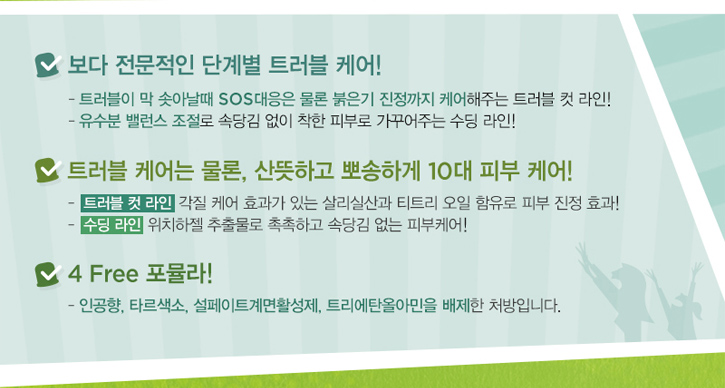 보다 전문적인 단계별 트러블 케어!
- 트러블이 막 솟아날때 SOS대응은 물론 붉은기 진정까지 케어해주는 트러블 컷 라인!
- 유수분 밸런스 조절로 속당김 없이 착한 피부로 가꾸어주는 수딩 라인!
트러블 케어는 물론, 산뜻하고 뽀송하게 10대 피부 케어!
- 트러블 컷 라인 각질 케어 효과가 있는 살리실산과 티트리 오일 함유로 피부 진정 효과!
- 수딩 라인 위치하젤 추출물로 촉촉하고 속당김 없는 피부케어!
4 Free 포뮬라!
- 인공향, 타르색소, 설페이트계면활성제, 트리에탄올아민을 배제한 처방입니다.